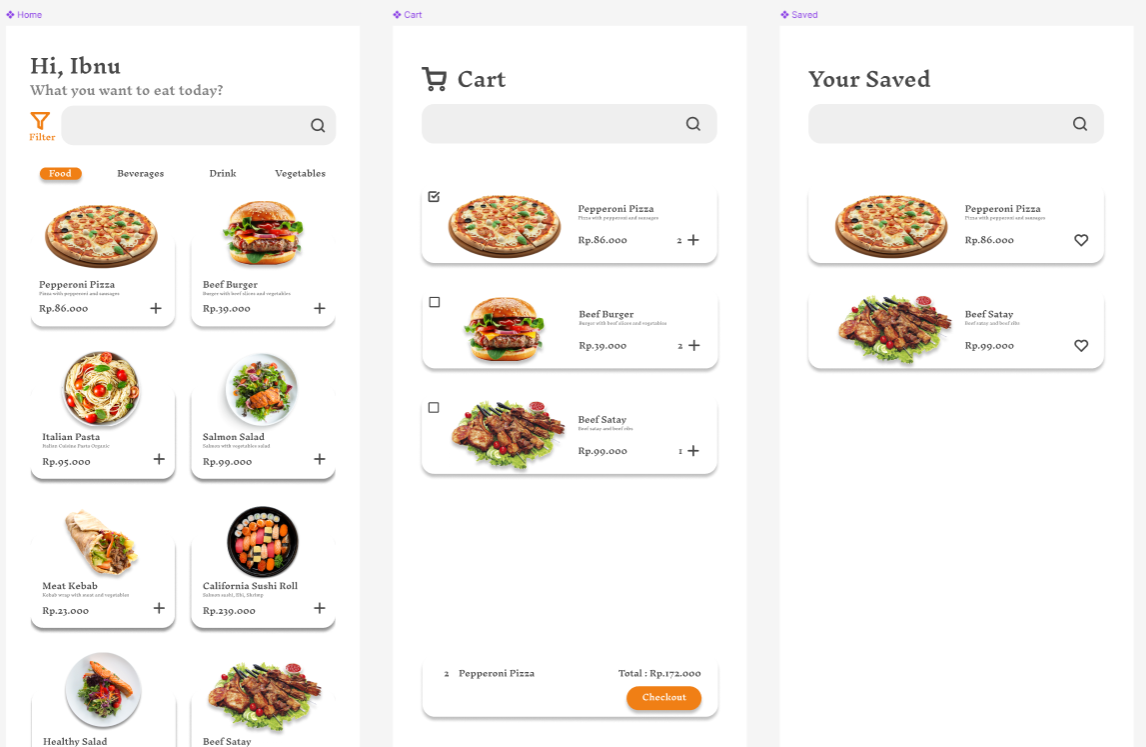 Home
Hi, Ibnu
What you want to eat today?
Filter
Food Beverages Drink Vegetables
Pepperoni Pizza
Pizza with pepperoni and sausages
Rp.86.000
Beef Burger
Burger with beef slices and vegetables
Rp.39.000
Italian Pasta
Italian Cuisine Pasta Organic
Rp.95.000
Salmon Salad
Salmon with vegetables salad
Rp.99.000
Meat Kebab
Kebab wrap with meat and vegetables
Rp.23.000
California Sushi Roll
Salmon sushi, Ebi, Shrimp
Rp.239.000
Healthy Salad
Beef Satay
Cart
Cart
Pepperoni Pizza
Pizza with pepperoni and sausages
Rp.86.000 2
Beef Burger
Burger with beef slices and vegetables
Rp.39.000 2
Beef Satay
Beef satay and beef ribs
Rp.99.000 1
2 Pepperoni Pizza Total : Rp.172.000
Checkout
Saved
Your Saved
Pepperoni Pizza
Pizza with pepperoni and sausages
Rp.86.000
Beef Satay
Beef satay and beef ribs
Rp.99.000